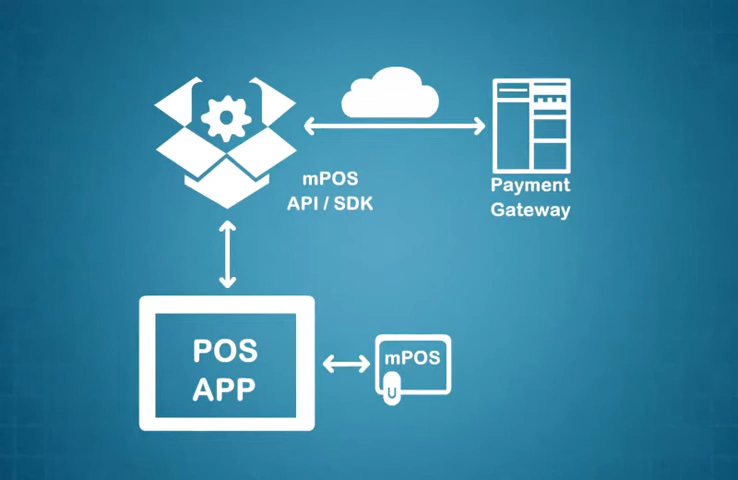 mPOS
API / SDK
Payment
Gateway
POS
APP
mPOS
U